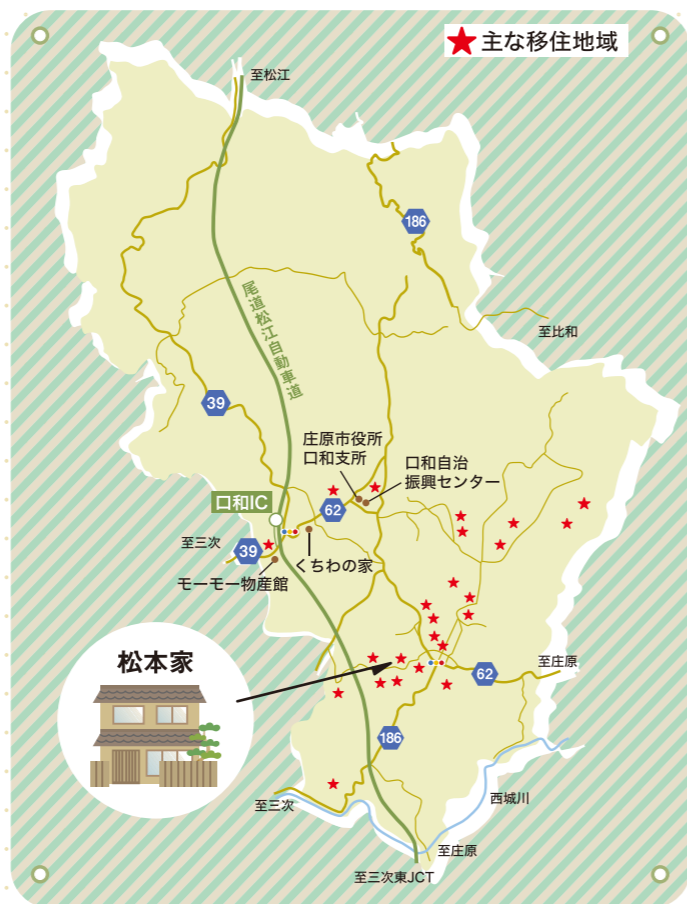 ★主な移住地域
至松江
186
尾道松江自動車道
至比和
39
庄原市役所
口和支所
口和自治
振興センター
口和IC
62
至三次
39
くちわの家
モーモー物産館
松本家
至庄原
62
186
西城川
至三次
至庄原
至三次東JCT